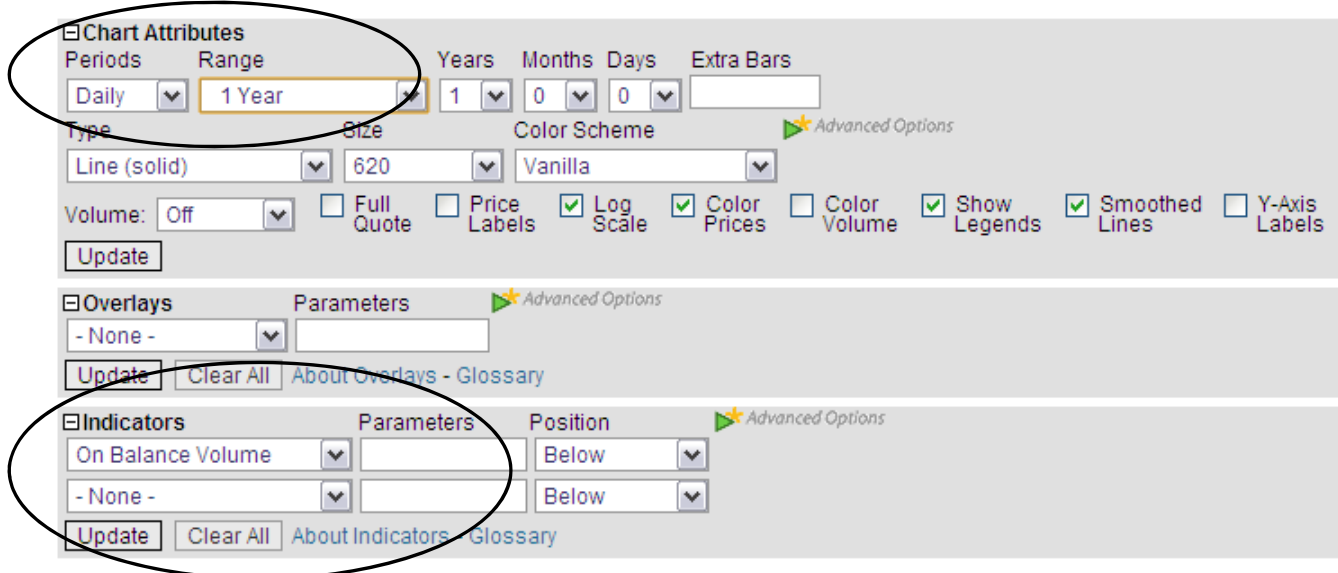 Chart Attributes
Periods Range Years Months Days Extra Bars
Daily 1 Year 1 0 0
Type Size Color Scheme Advanced Options
Line (solid) 620 Vanilla
Volume: Off Full Quote Price Labels Log Scale Color Prices Color Volume Show Legends Smoothed Lines Y-Axis Labels
Update
Overlays Parameters Advanced Options
- None -
Update Clear All About Overlays - Glossary
Indicators Parameters Position Advanced Options
On Balance Volume Below
- None - Below
Update Clear All About Indicators - Glossary